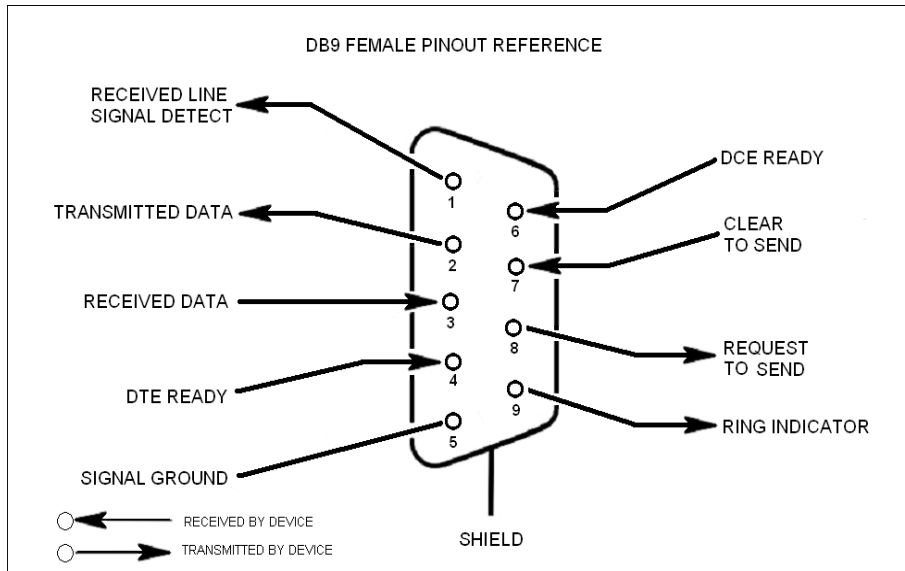 DB9 FEMALE PINOUT REFERENCE
RECEIVED LINE
SIGNAL DETECT
TRANSMITTED DATA
RECEIVED DATA
DTE READY
SIGNAL GROUND
1
2
3
4
5
6
7
8
9
DCE READY
CLEAR
TO SEND
REQUEST
TO SEND
RING INDICATOR
SHIELD
RECEIVED BY DEVICE
TRANSMITTED BY DEVICE